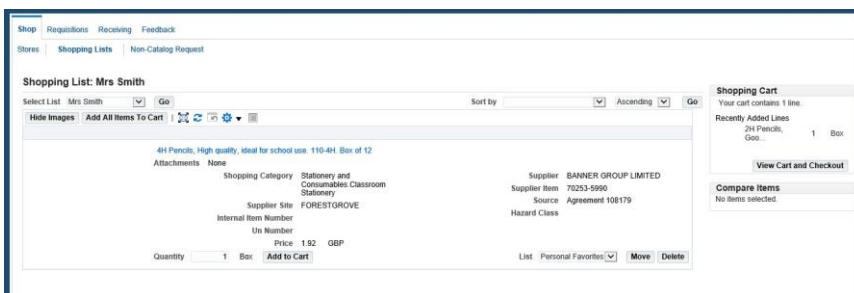 Shop Requisitions Receiving Feedback
Stores Shopping Lists Non-Catalog Request
Shopping List: Mrs Smith
Select List Mrs Smith Go Sort by Ascending Go
Hide Images Add All Items To Cart
4H Pencils, High quality, ideal for school use. 110-4H. Box of 12
Attachments None
Shopping Category Stationery and
Consumables.Classroom
Stationery
Supplier Site FORESTGROVE
Internal Item Number
Un Number
Price 1.92 GBP
Supplier BANNER GROUP LIMITED
Supplier Item 70253-5990
Source Agreement 108179
Hazard Class
Quantity 1 Box Add to Cart List Personal Favorites Move Delete
Shopping Cart
Your cart contains 1 line.
Recently Added Lines
2H Pencils, 1 Box
Goo...
View Cart and Checkout
Compare Items
No items selected.